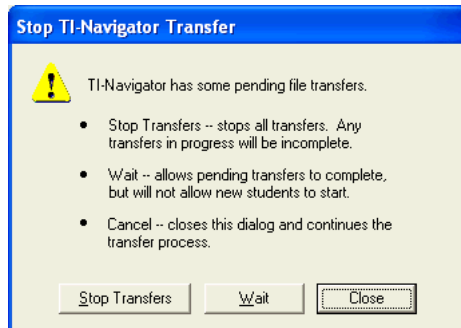 Stop TI-Navigator Transfer
TI-Navigator has some pending file transfers.
• Stop Transfers -- stops all transfers. Any
transfers in progress will be incomplete.
• Wait -- allows pending transfers to complete,
but will not allow new students to start.
• Cancel -- closes this dialog and continues the
transfer process.
Stop Transfers Wait Close